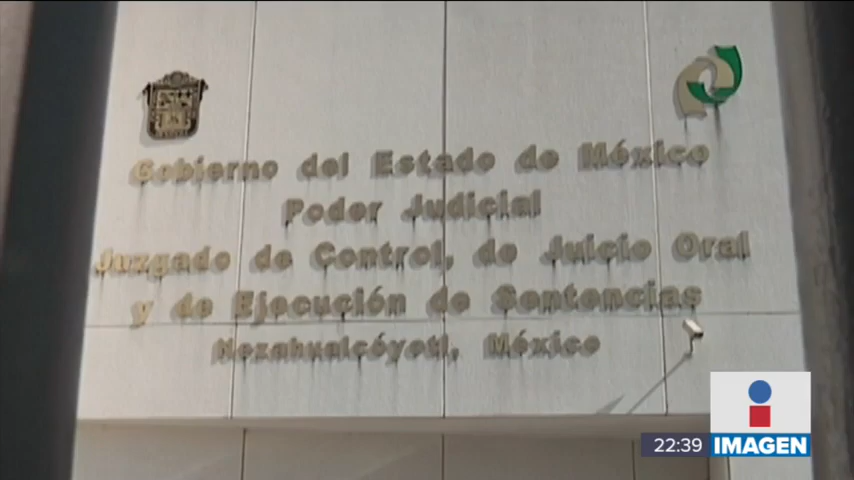 Gobierno del Estado de México
Poder Judicial
Juzgado de Control, de Juicio Oral
y de Ejecución de Sentencias
Nezahualcóyotl, México
22:39 IMAGEN